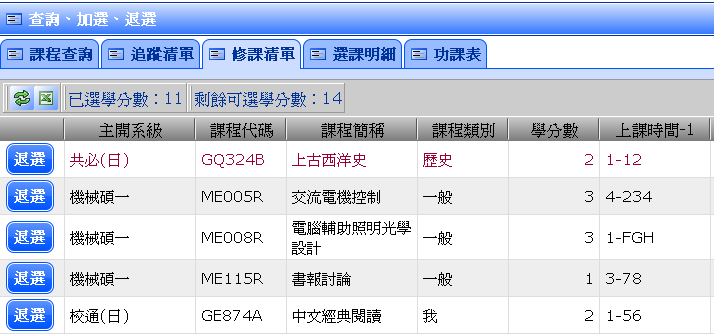 查詢、加選、退選
課程查詢 追蹤清單 修課清單 選課明細 功課表
已選學分數：11 剩餘可選學分數：14
主開系級 課程代碼 課程簡稱 課程類別 學分數 上課時間-1
退選 共必(日) GQ324B 上古西洋史 歷史 2 1-12
退選 機械碩一 ME005R 交流電機控制 一般 3 4-234
退選 機械碩一 ME008R 電腦輔助照明光學
設計 一般 3 1-FGH
退選 機械碩一 ME115R 書報討論 一般 1 3-78
退選 校通(日) GE874A 中文經典閱讀 我 2 1-56